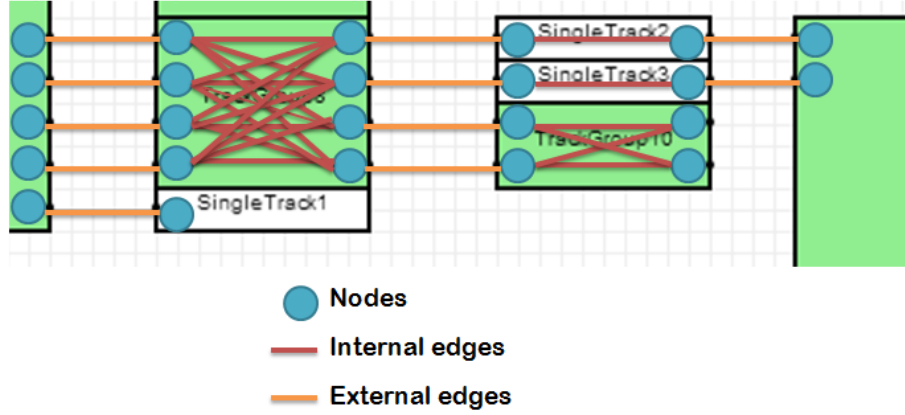 SingleTrack2
SingleTrack3
TrackGroup10
SingleTrack1
Nodes
Internal edges
External edges